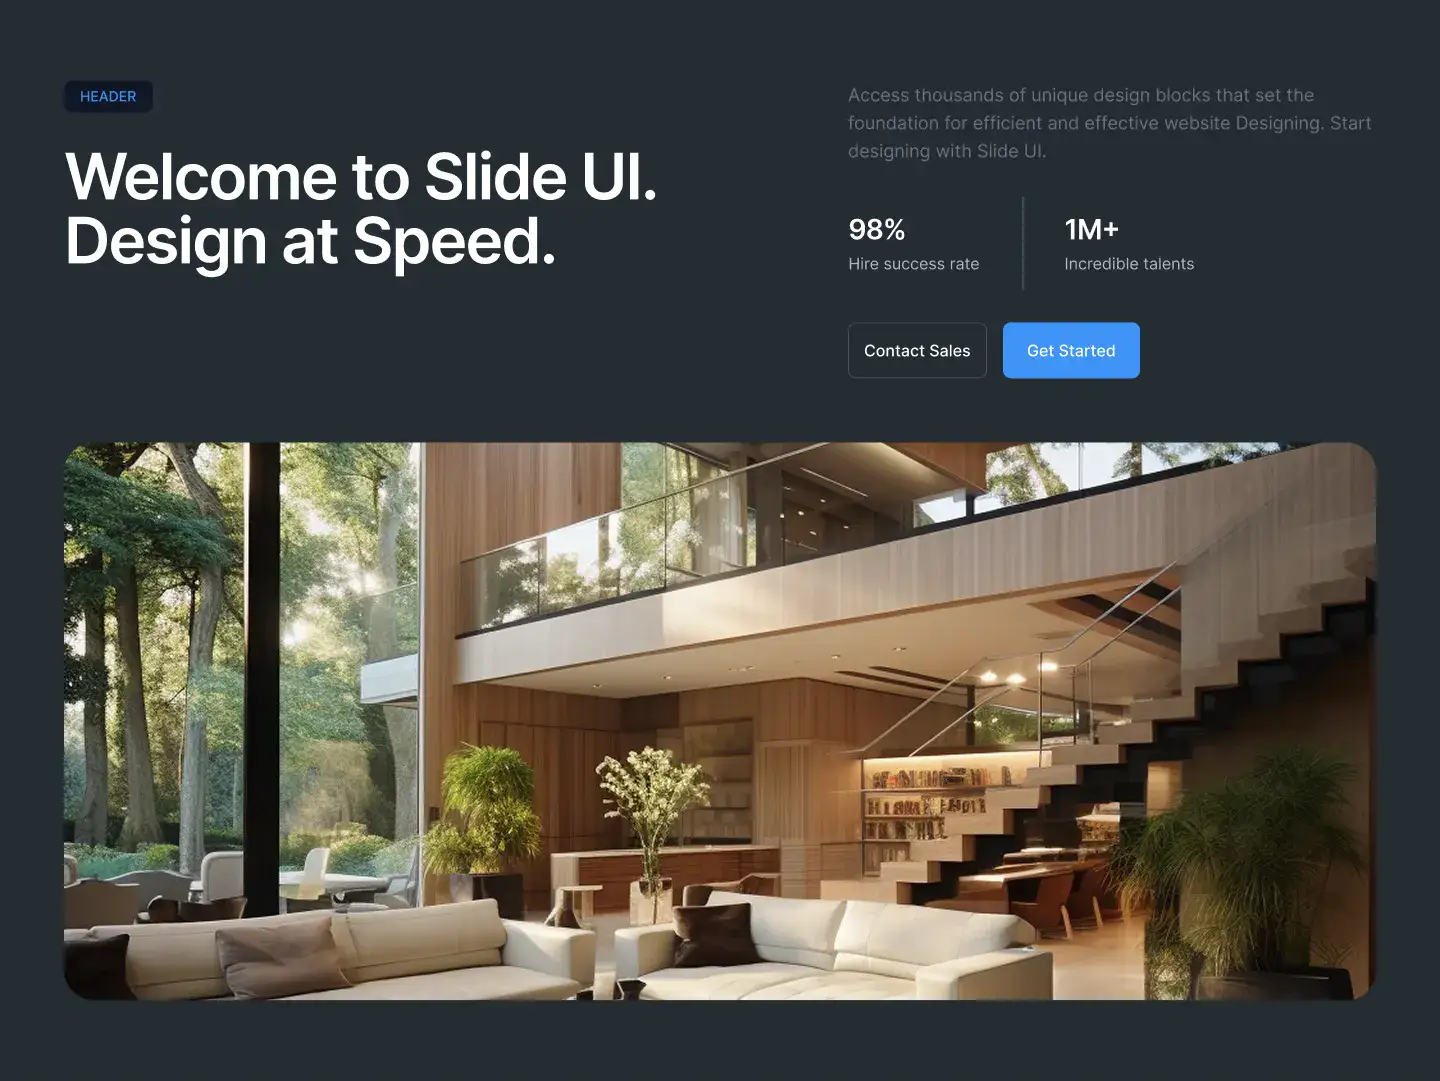 HEADER
Welcome to Slide UI.
Design at Speed.
Access thousands of unique design blocks that set the
foundation for efficient and effective website Designing. Start
designing with Slide UI.
98%
Hire success rate
1M+
Incredible talents
Contact Sales
Get Started